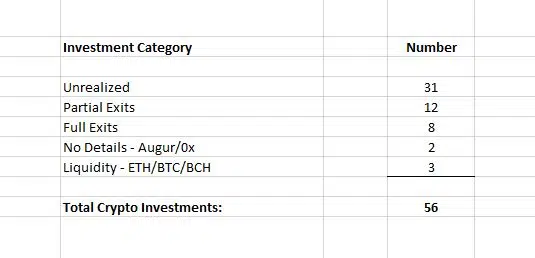 Investment Category Number
Unrealized 31
Partial Exits 12
Full Exits 8
No Details - Augur/0x 2
Liquidity - ETH/BTC/BCH 3
Total Crypto Investments: 56